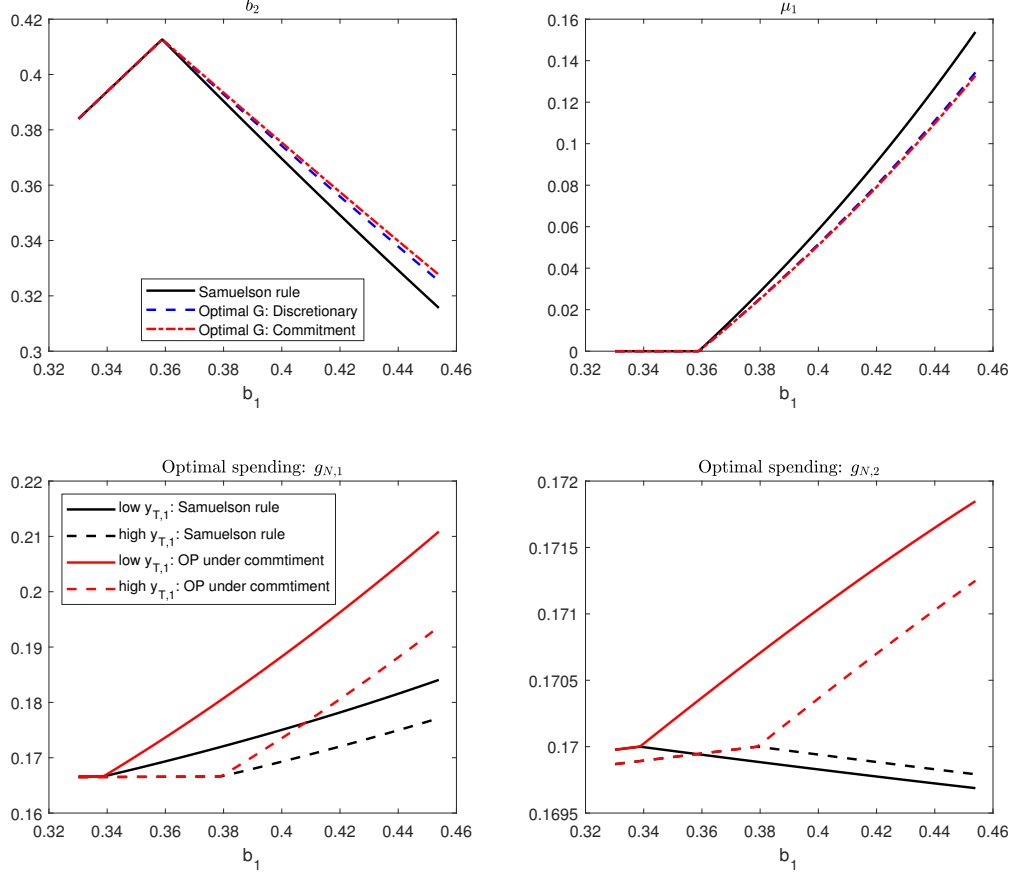 b₂
0.42
0.4
0.38
0.36
0.34
0.32
0.3
Samuelson rule
Optimal G: Discretionary
Optimal G: Commitment
0.32 0.34 0.36 0.38 0.4 0.42 0.44 0.46
b₁
μ₁
0.16
0.14
0.12
0.1
0.08
0.06
0.04
0.02
0
0.32 0.34 0.36 0.38 0.4 0.42 0.44 0.46
b₁
Optimal spending: g_{N,1}
0.22
0.21
0.2
0.19
0.18
0.17
0.16
low y_{T,1}: Samuelson rule
high y_{T,1}: Samuelson rule
low y_{T,1}: OP under commtiment
high y_{T,1}: OP under commtiment
0.32 0.34 0.36 0.38 0.4 0.42 0.44 0.46
b₁
Optimal spending: g_{N,2}
0.172
0.1715
0.171
0.1705
0.17
0.1695
0.32 0.34 0.36 0.38 0.4 0.42 0.44 0.46
b₁